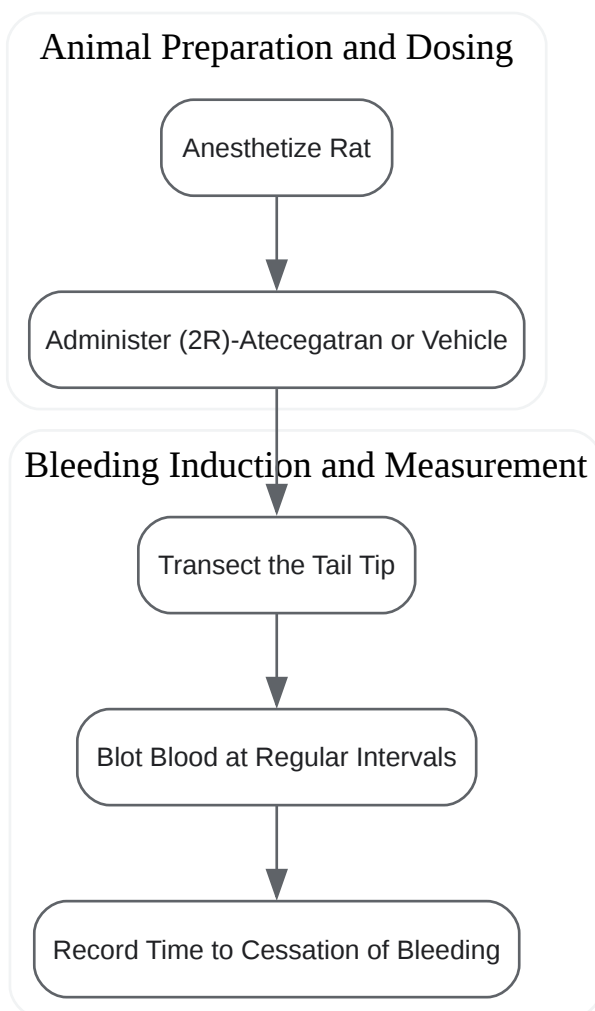 Animal Preparation and Dosing
Anesthetize Rat
Administer (2R)-Atecegatran or Vehicle
Bleeding Induction and Measurement
Transect the Tail Tip
Blot Blood at Regular Intervals
Record Time to Cessation of Bleeding